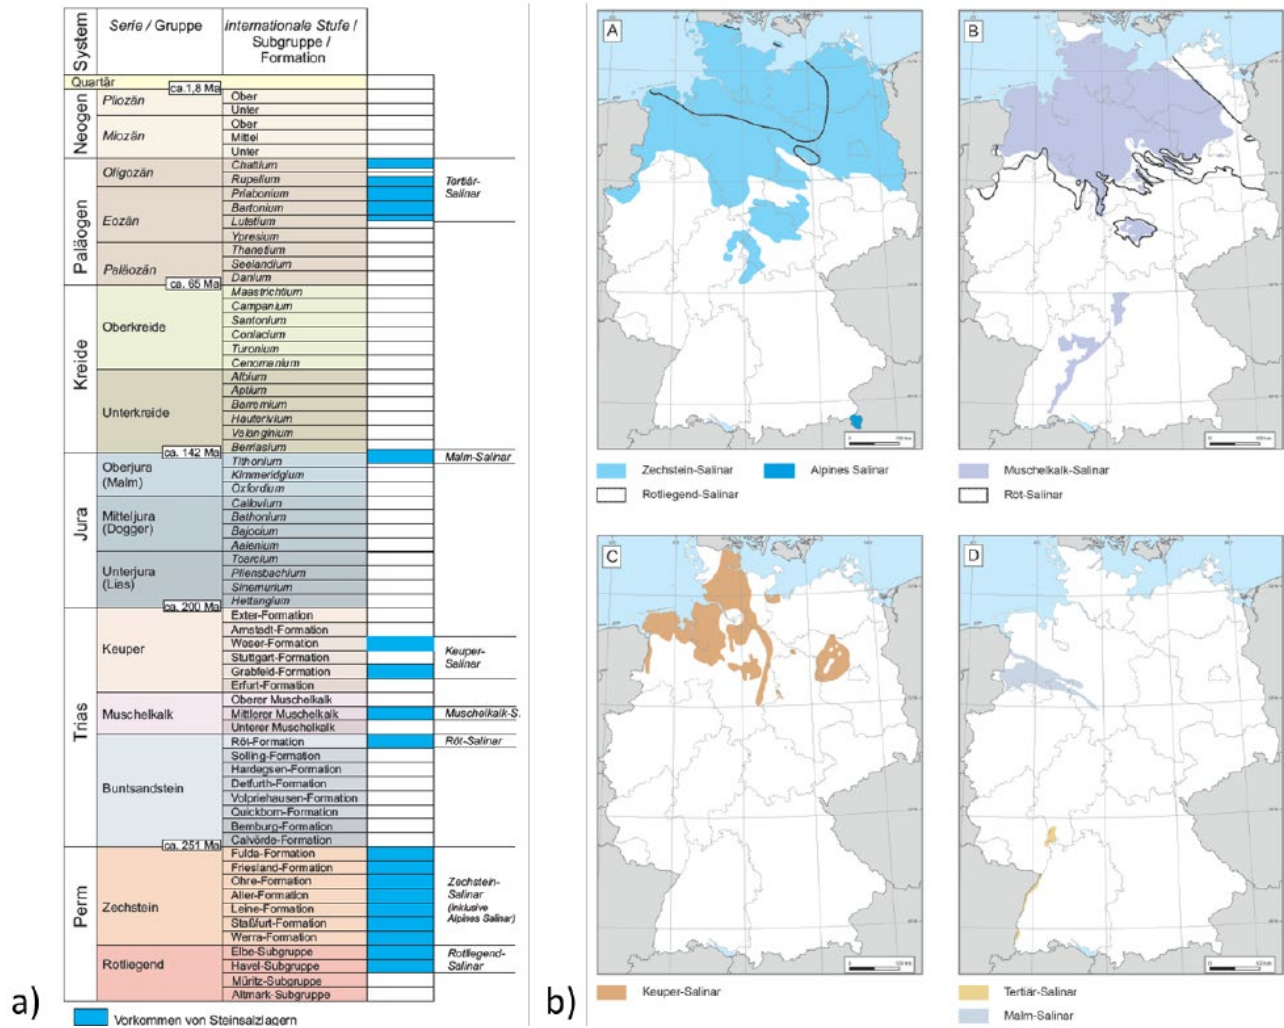 System
Serie / Gruppe
internationale Stufe /
Subgruppe /
Formation
Quartär
ca.1,8 Ma
Neogen
Pliozän
Ober
Unter
Miozän
Ober
Mittel
Unter
Paläogen
Oligozän
Chattium
Rupelium
Tertiär-
Salinar
Eozän
Priabonium
Bartonium
Lutetium
Ypresium
Paläozän
Thanetium
Seelandium
Danium
ca. 65 Ma
Kreide
Oberkreide
Maastrichtium
Campanium
Santonium
Coniacium
Turonium
Cenomanium
Unterkreide
Albium
Aptium
Barremium
Hauterivium
Valanginium
Berriasium
ca. 142 Ma
Jura
Oberjura
(Malm)
Tithonium
Kimmeridgium
Oxfordium
Malm-Salinar
Mitteljura
(Dogger)
Callovium
Bathonium
Bajocium
Aalenium
Unterjura
(Lias)
Toarcium
Pliensbachium
Sinemurium
Hettangium
ca. 200 Ma
Trias
Keuper
Exter-Formation
Arnstadt-Formation
Weser-Formation
Stuttgart-Formation
Grabfeld-Formation
Erfurt-Formation
Keuper-
Salinar
Muschelkalk
Oberer Muschelkalk
Mittlerer Muschelkalk
Unterer Muschelkalk
Muschelkalk-S.
Buntsandstein
Röt-Formation
Röt-Salinar
Solling-Formation
Hardegsen-Formation
Detfurth-Formation
Volpriehausen-Formation
Quickborn-Formation
Bernburg-Formation
Calvörde-Formation
ca. 251 Ma
Perm
Zechstein
Fulda-Formation
Friesland-Formation
Ohre-Formation
Aller-Formation
Leine-Formation
Staßfurt-Formation
Werra-Formation
Zechstein-
Salinar
(inklusive
Alpines Salinar)
Rotliegend
Elbe-Subgruppe
Havel-Subgruppe
Müritz-Subgruppe
Altmark-Subgruppe
Rotliegend-
Salinar
a)
Vorkommen von Steinsalzlagern
b)
A
Zechstein-Salinar
Alpines Salinar
Rotliegend-Salinar
B
Muschelkalk-Salinar
Röt-Salinar
C
Keuper-Salinar
D
Tertiär-Salinar
Malm-Salinar